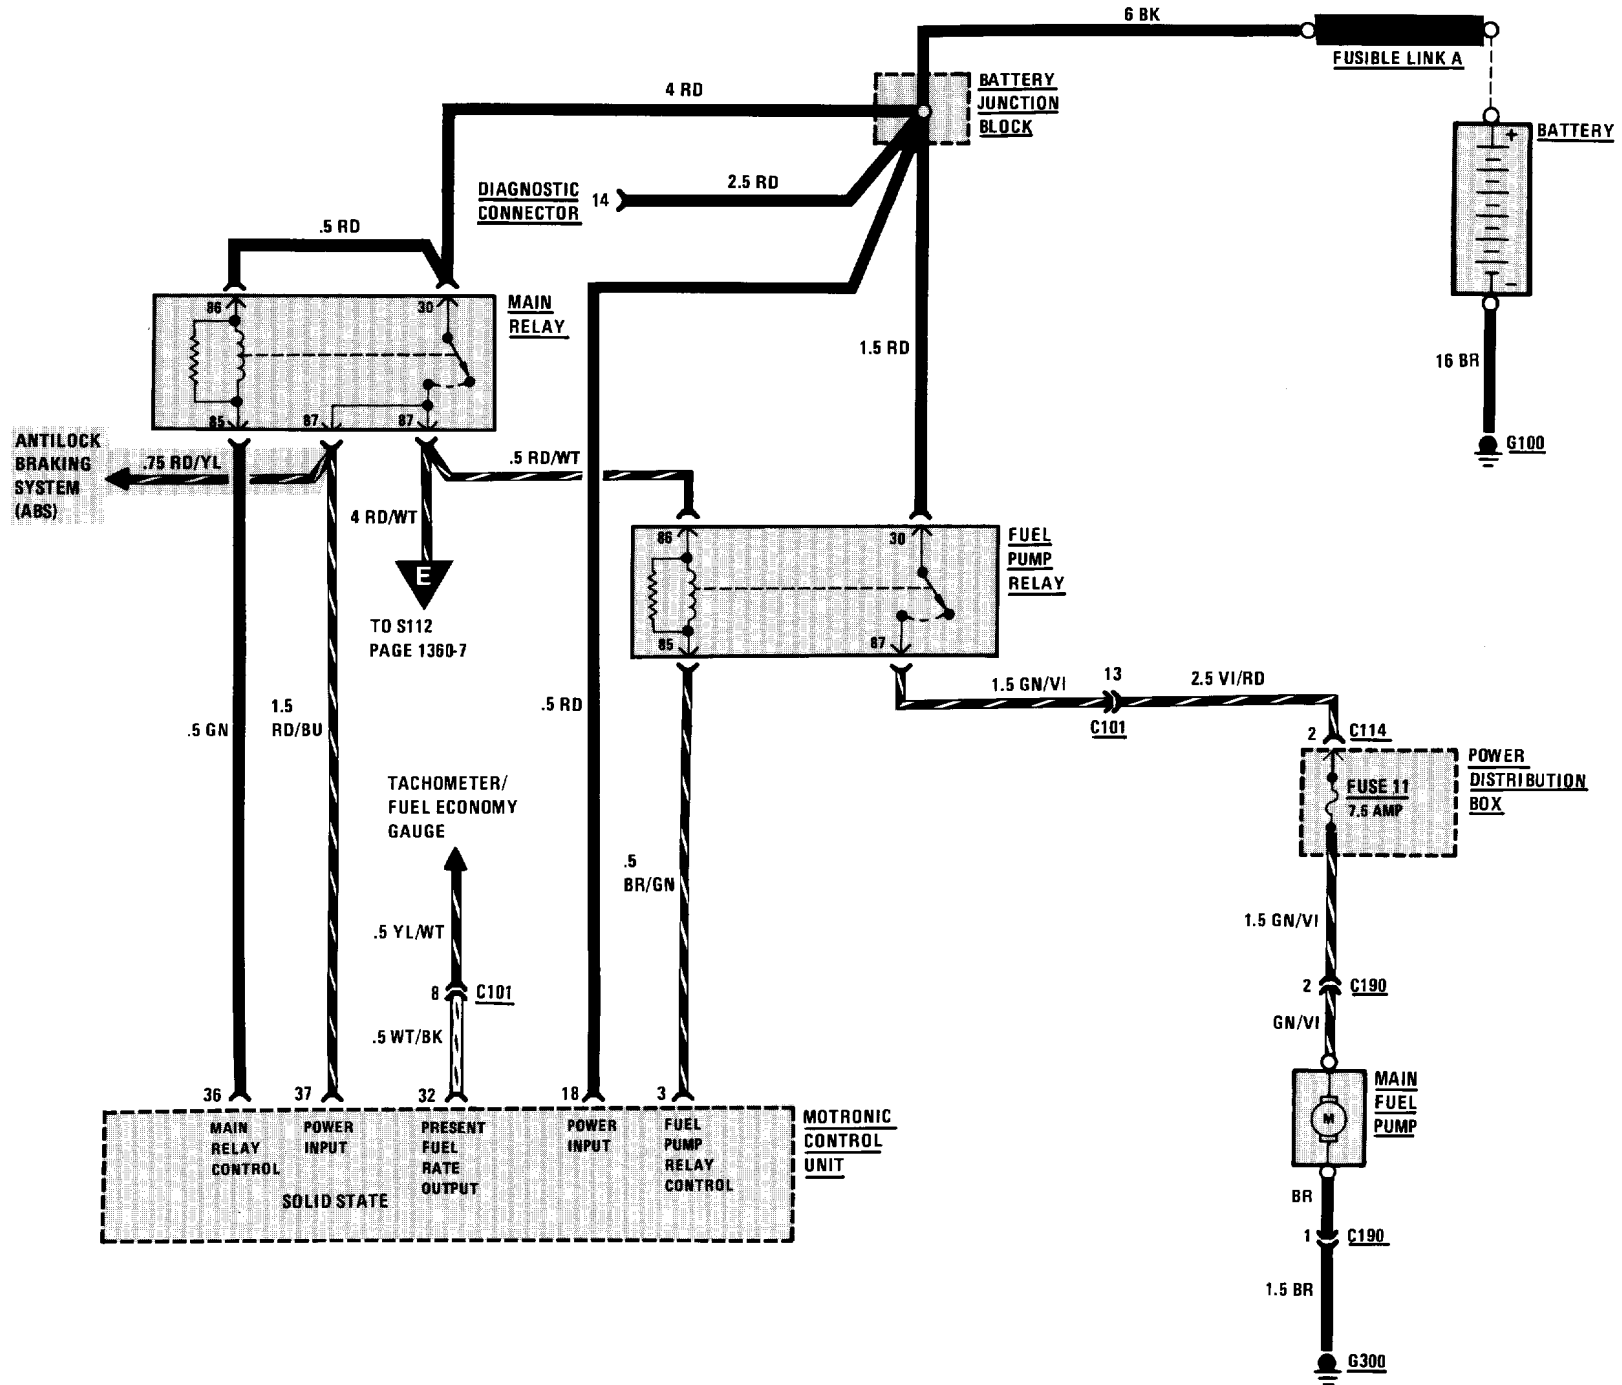 6 BK
FUSIBLE LINK A
BATTERY
JUNCTION
BLOCK
4 RD
+
BATTERY
-
DIAGNOSTIC
CONNECTOR
14
2.5 RD
.5 RD
86
30
MAIN
RELAY
1.5 RD
16 BR
G100
85
87
87
ANTILOCK
BRAKING
SYSTEM
(ABS)
.75 RD/YL
.5 RD/WT
4 RD/WT
E
TO S112
PAGE 1360-7
86
30
FUEL
PUMP
RELAY
85
87
1.5 GN/VI
13
C101
2.5 VI/RD
2
C114
.5 GN
1.5
RD/BU
.5 RD
POWER
DISTRIBUTION
BOX
FUSE 11
7.5 AMP
TACHOMETER/
FUEL ECONOMY
GAUGE
.5
BR/GN
.5 YL/WT
1.5 GN/VI
8
C101
2
C190
.5 WT/BK
GN/VI
36
37
32
18
3
MAIN
RELAY
CONTROL
POWER
INPUT
PRESENT
FUEL
RATE
OUTPUT
POWER
INPUT
FUEL
PUMP
RELAY
CONTROL
SOLID STATE
MOTRONIC
CONTROL
UNIT
M
MAIN
FUEL
PUMP
BR
1
C190
1.5 BR
G300